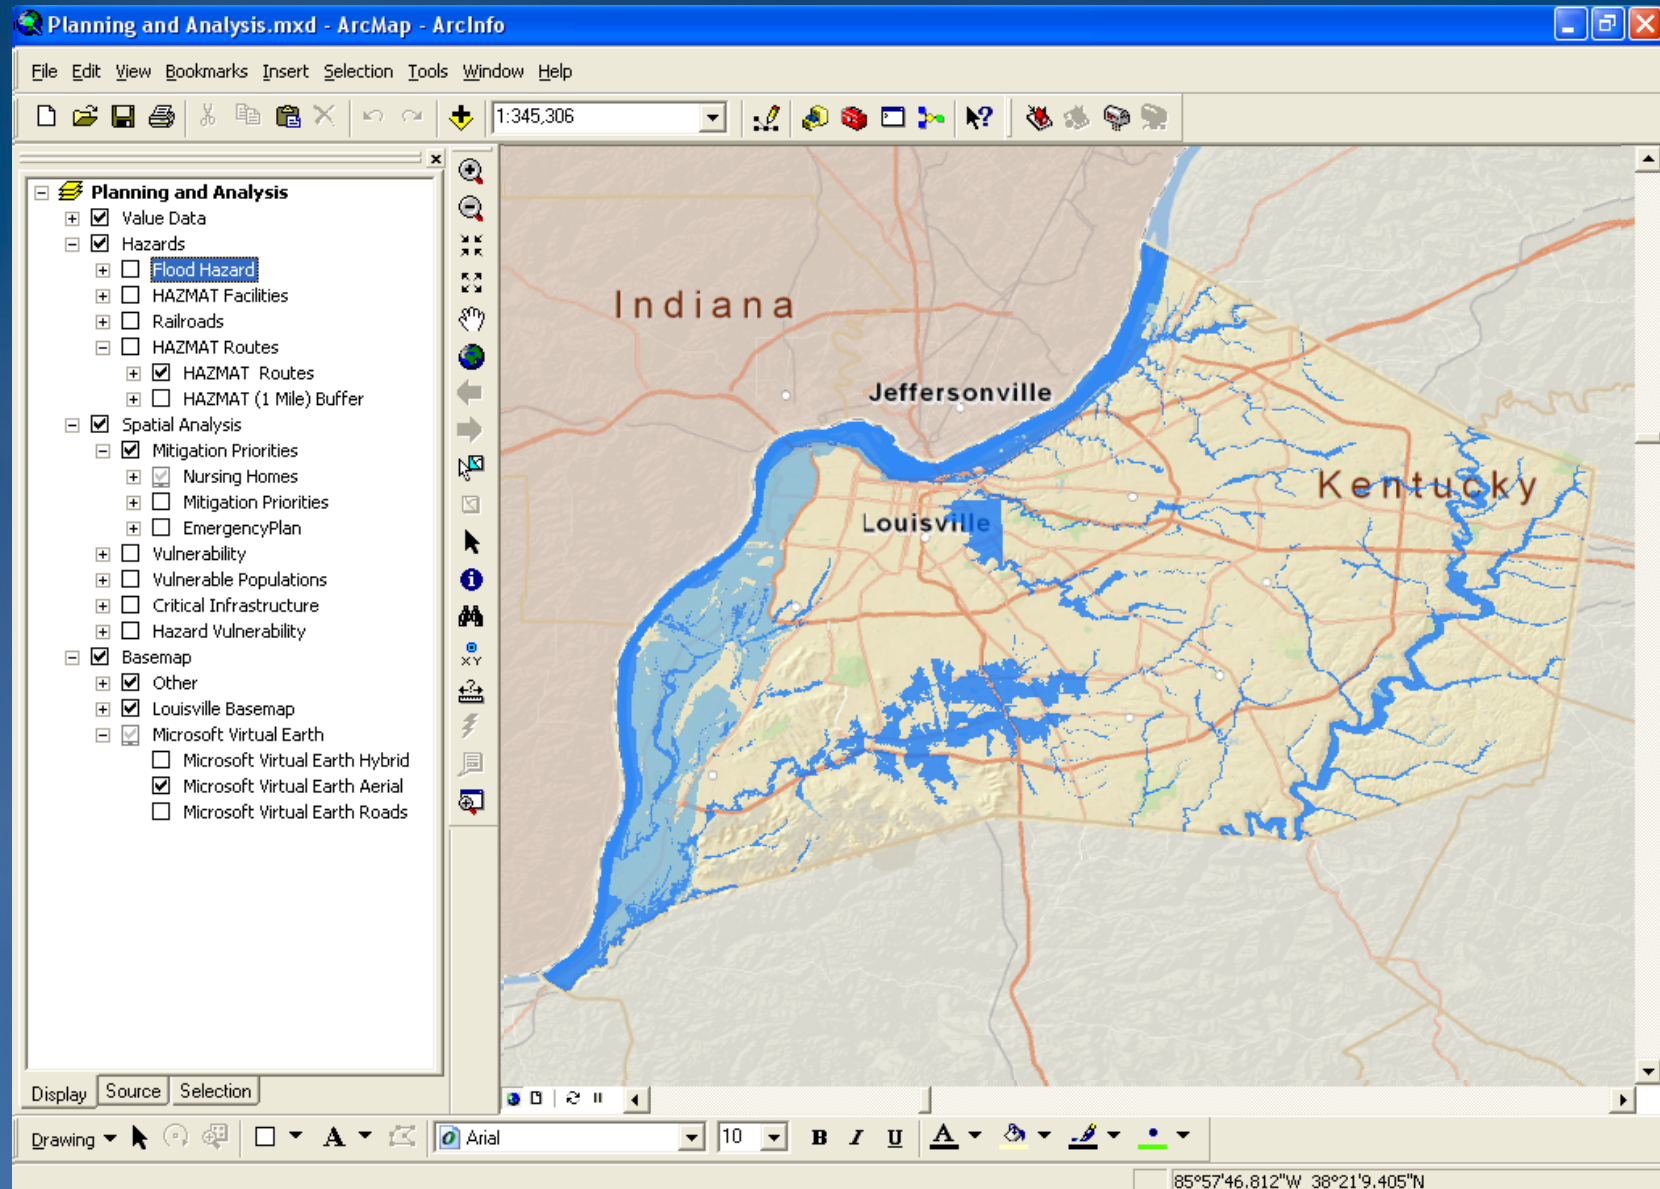 Planning and Analysis.mxd - ArcMap - ArcInfo
File Edit View Bookmarks Insert Selection Tools Window Help
1:345,306
Planning and Analysis
Value Data
Hazards
Flood Hazard
HAZMAT Facilities
Railroads
HAZMAT Routes
HAZMAT Routes
HAZMAT (1 Mile) Buffer
Spatial Analysis
Mitigation Priorities
Nursing Homes
Mitigation Priorities
EmergencyPlan
Vulnerability
Vulnerable Populations
Critical Infrastructure
Hazard Vulnerability
Basemap
Other
Louisville Basemap
Microsoft Virtual Earth
Microsoft Virtual Earth Hybrid
Microsoft Virtual Earth Aerial
Microsoft Virtual Earth Roads
Display Source Selection
XY
Indiana
Jeffersonville
Kentucky
Louisville
Drawing A Arial 10 B I U A
85°57'46.812"W 38°21'9.405"N